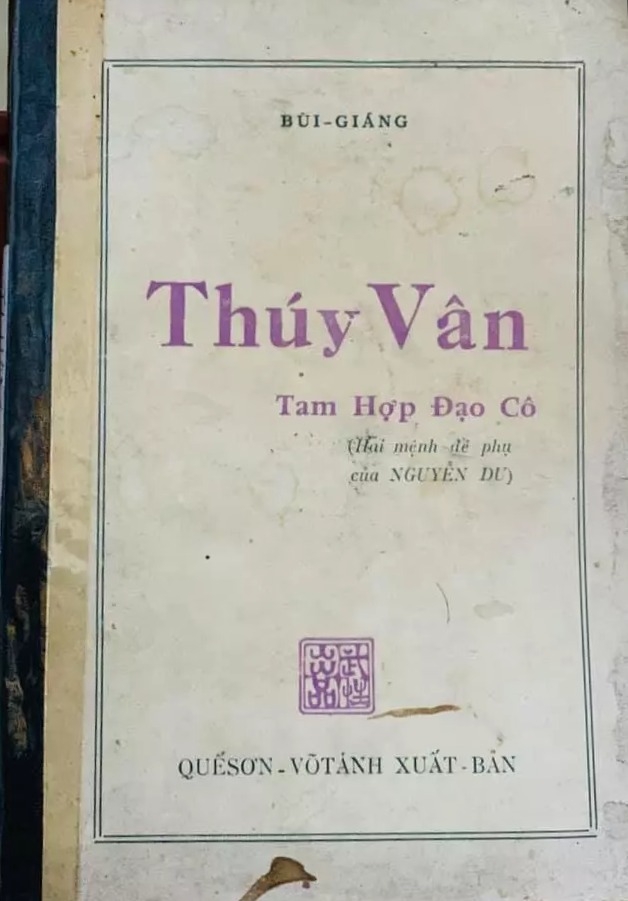 BÙI-GIÁNG
Thúy Vân
Tam Hợp Đạo Cô
(Hai mệnh đề phụ
của NGUYỄN DU)
QUẾSƠN-VÕTÁNH XUẤT-BẢN